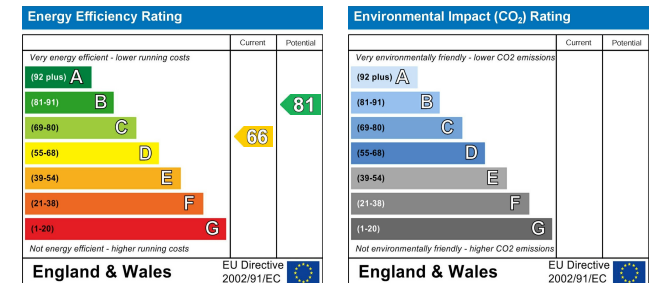 Energy Efficiency Rating
Current Potential
Very energy efficient - lower running costs
(92 plus) A
(81-91) B
(69-80) C
(55-68) D
(39-54) E
(21-38) F
(1-20) G
66
81
Not energy efficient - higher running costs
England & Wales
EU Directive
2002/91/EC
Environmental Impact (CO₂) Rating
Current Potential
Very environmentally friendly - lower CO2 emissions
(92 plus) A
(81-91) B
(69-80) C
(55-68) D
(39-54) E
(21-38) F
(1-20) G
Not environmentally friendly - higher CO2 emissions
England & Wales
EU Directive
2002/91/EC